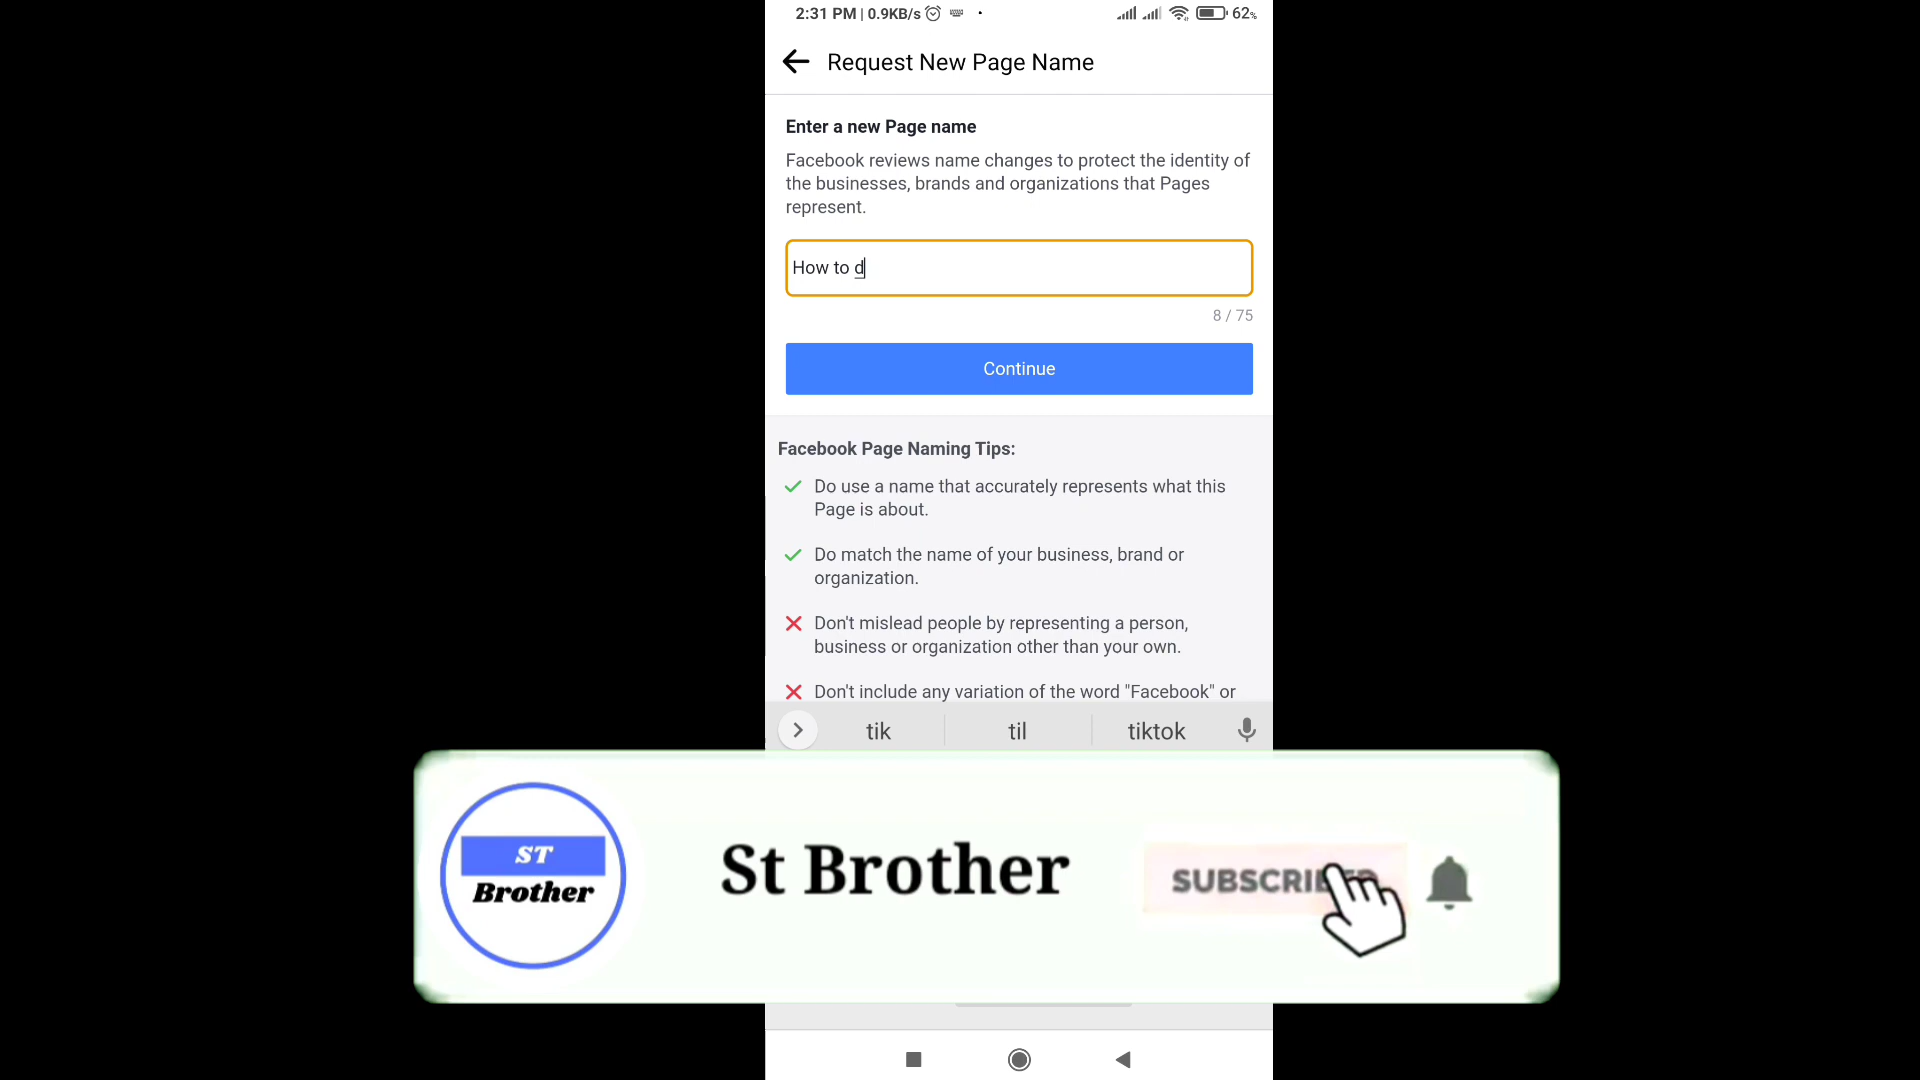 2:31 PM | 0.9KB/s
62%
Request New Page Name
Enter a new Page name
Facebook reviews name changes to protect the identity of
the businesses, brands and organizations that Pages
represent.
How to d
8 / 75
Continue
Facebook Page Naming Tips:
Do use a name that accurately represents what this
Page is about.
Do match the name of your business, brand or
organization.
Don't mislead people by representing a person,
business or organization other than your own.
Don't include any variation of the word "Facebook" or
tik
til
tiktok
ST
Brother
St Brother
SUBSCRIBED